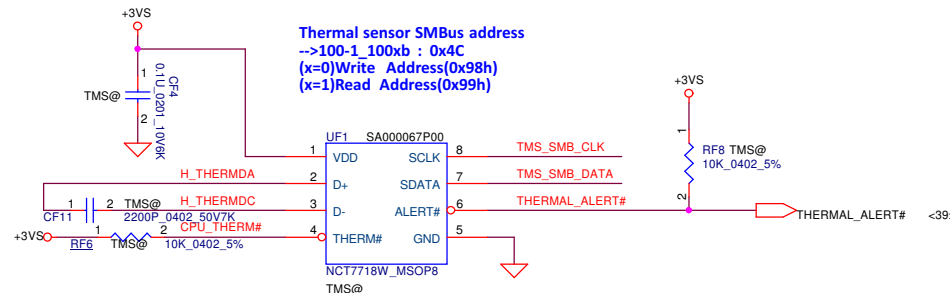 +3VS
Thermal sensor SMBus address
-->100-1_100xb : 0x4C
(x=0)Write Address(0x98h)
(x=1)Read Address(0x99h)
+3VS
1
CF4
0.1U_0201_10V6K
TMS@
2
UF1 SA000067P00
1
RF8 TMS@
10K_0402_5%
2
1 VDD SCLK 8 TMS_SMB_CLK
H_THERMDA 2 D+ SDATA 7 TMS_SMB_DATA
CF11 1 2 TMS@ H_THERMDC 3 D- ALERT# 6 THERMAL_ALERT# THERMAL_ALERT# <39
2200P_0402_50V7K
+3VS 1 2 CPU_THERM# 4 THERM# GND 5
RF6 TMS@ 10K_0402_5%
NCT7718W_MSOP8
TMS@